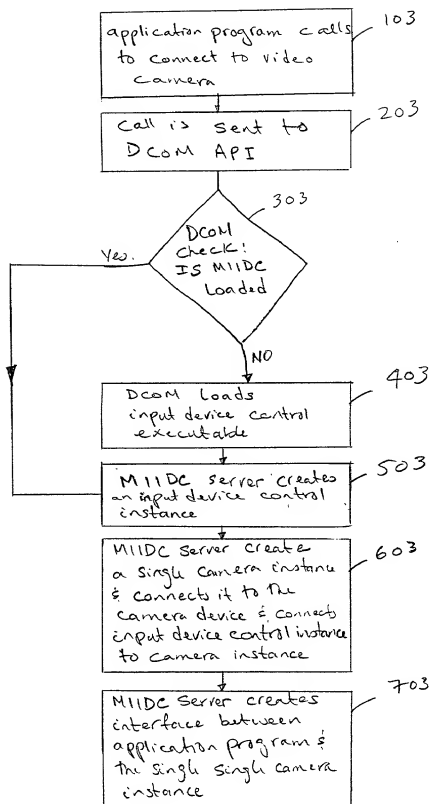 application program calls
to connect to video
camera
103
call is sent to
DCOM API
203
303
DCOM
check:
IS MIIDC
Loaded
Yes.
NO
403
DCOM Loads
input device control
executable
503
MIIDC server creates
an input device control
instance
603
MIIDC Server create
a single camera instance
& connects it to the
camera device & connects
input device control instance
to camera instance
703
MIIDC Server creates
interface between
application program &
the single single camera
instance